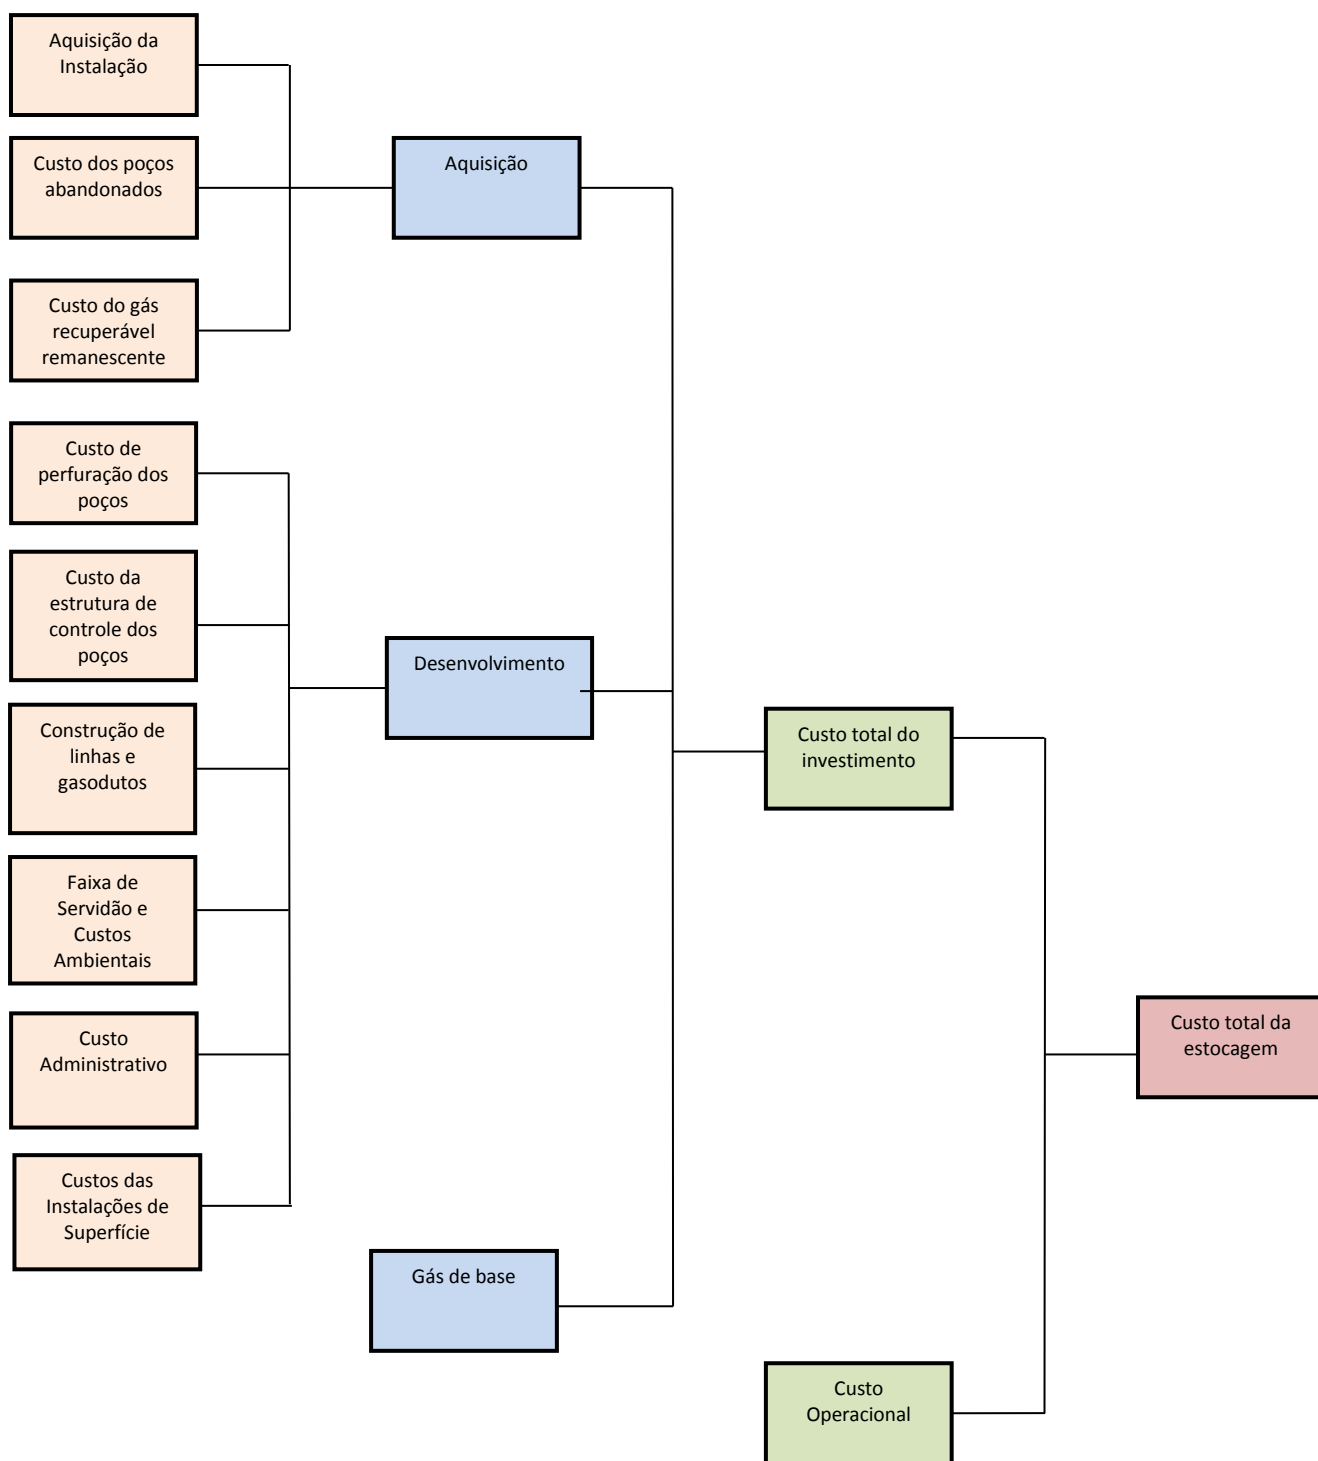 Aquisição da
Instalação
Custo dos poços
abandonados
Aquisição
Custo do gás
recuperável
remanescente
Custo de
perfuração dos
poços
Custo da
estrutura de
controle dos
poços
Desenvolvimento
Construção de
linhas e
gasodutos
Custo total do
investimento
Faixa de
Servidão e
Custos
Ambientais
Custo total da
estocagem
Custo
Administrativo
Custos das
Instalações de
Superfície
Gás de base
Custo
Operacional